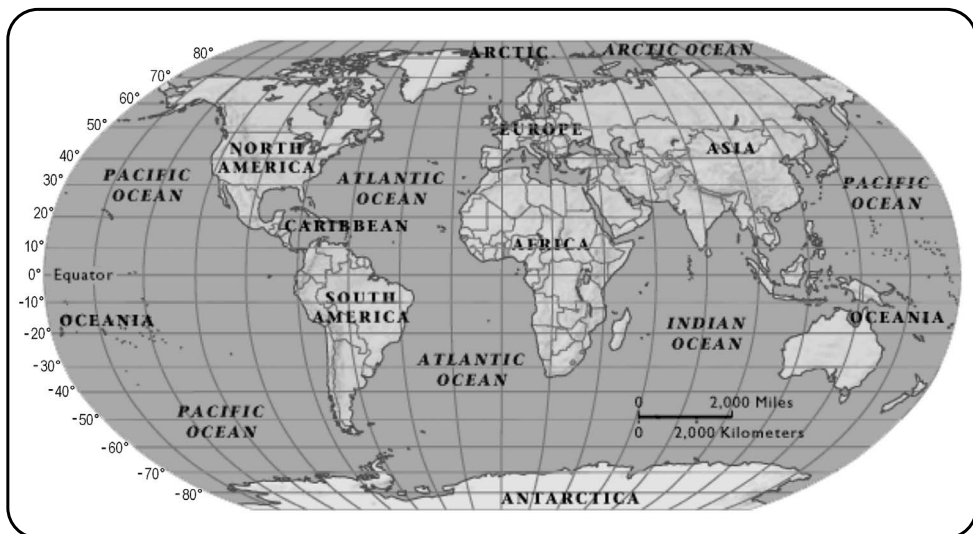 ARCTIC
ARCTIC OCEAN
80°
70°
60°
50°
40°
30°
20°
10°
0°
-10°
-20°
-30°
-40°
-50°
-60°
-70°
-80°
EUROPE
NORTH
AMERICA
ASIA
PACIFIC
OCEAN
ATLANTIC
OCEAN
PACIFIC
OCEAN
CARIBBEAN
AFRICA
Equator
SOUTH
AMERICA
OCEANIA
INDIAN
OCEAN
OCEANIA
ATLANTIC
OCEAN
PACIFIC
OCEAN
0 2,000 Miles
0 2,000 Kilometers
ANTARCTICA